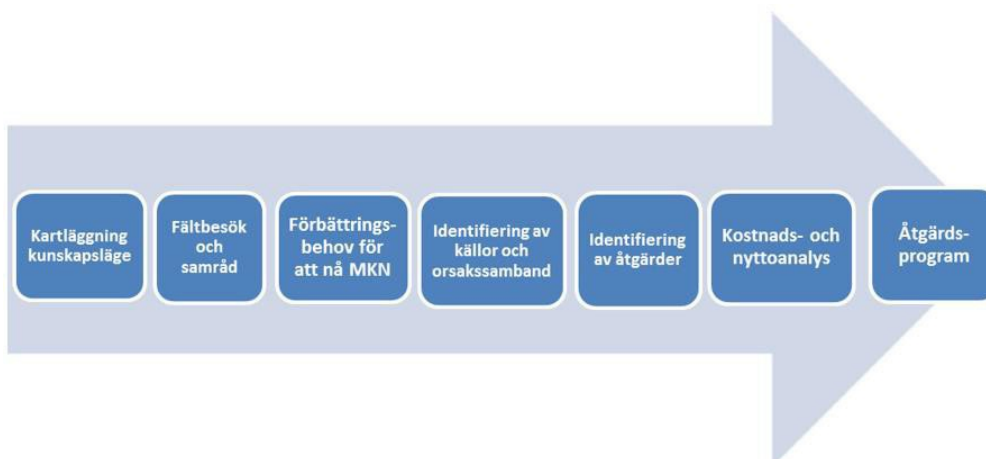 Kartläggning
kunskapsläge
Fältbesök
och
samråd
Förbättrings-
behov för
att nå MKN
Identifiering av
källor och
orsakssamband
Identifiering
av åtgärder
Kostnads- och
nyttoanalys
Åtgärds-
program